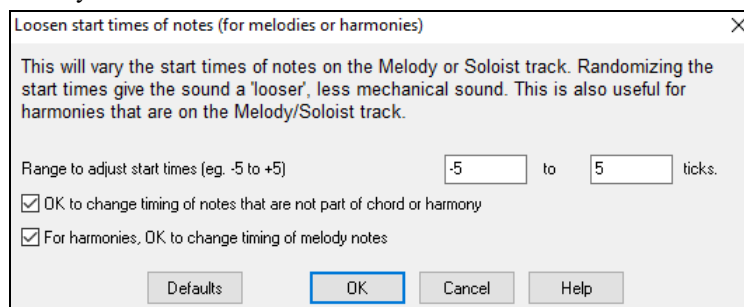 Loosen start times of notes (for melodies or harmonies)
This will vary the start times of notes on the Melody or Soloist track. Randomizing the
start times give the sound a 'looser', less mechanical sound. This is also useful for
harmonies that are on the Melody/Soloist track.
Range to adjust start times (eg. -5 to +5) -5 to 5 ticks.
OK to change timing of notes that are not part of chord or harmony
For harmonies, OK to change timing of melody notes
Defaults OK Cancel Help